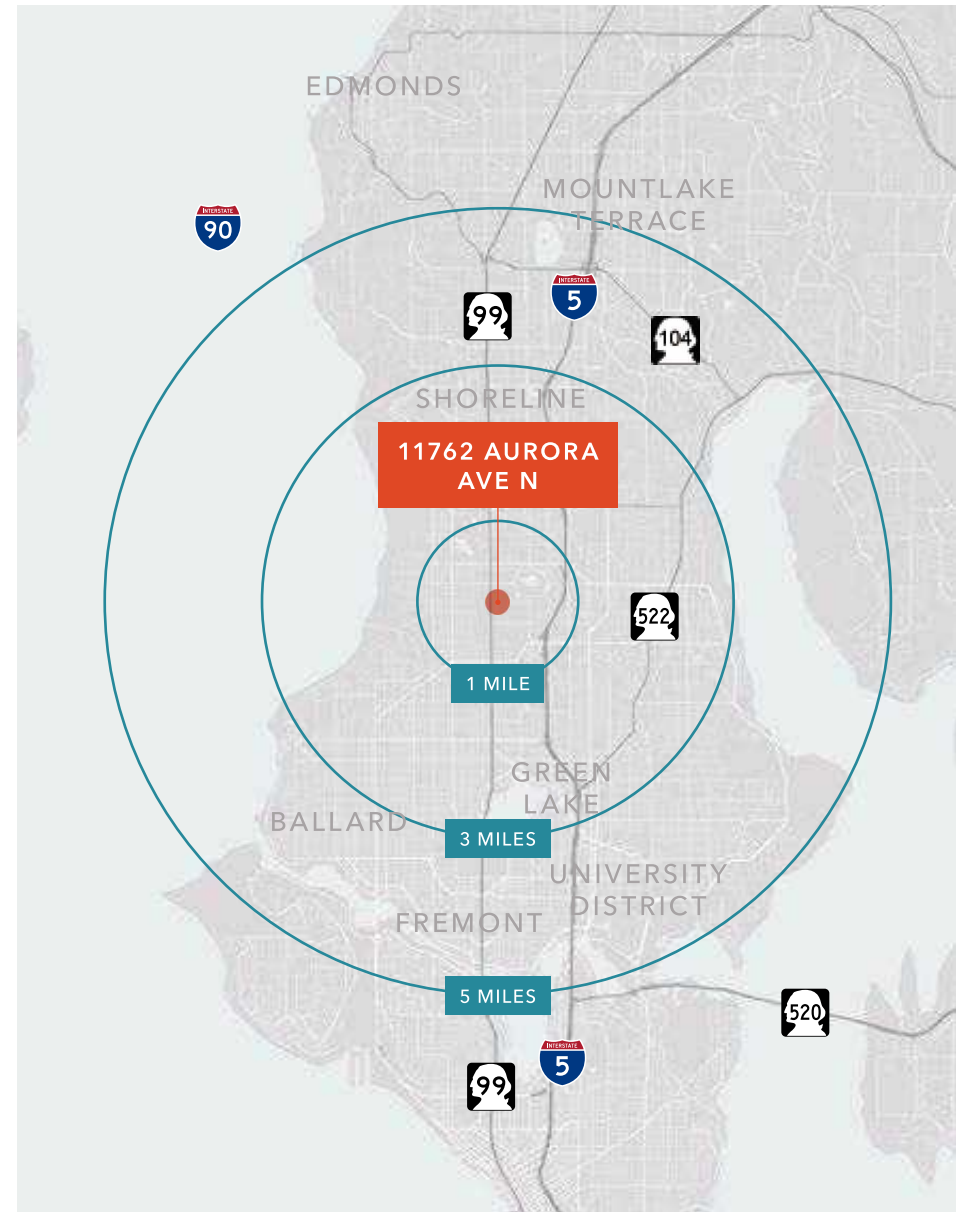 EDMONDS
MOUNTLAKE
TERRACE
INTERSTATE
90
INTERSTATE
5
99
104
SHORELINE
11762 AURORA
AVE N
522
1 MILE
GREEN
LAKE
BALLARD
3 MILES
UNIVERSITY
DISTRICT
FREMONT
5 MILES
520
INTERSTATE
5
99